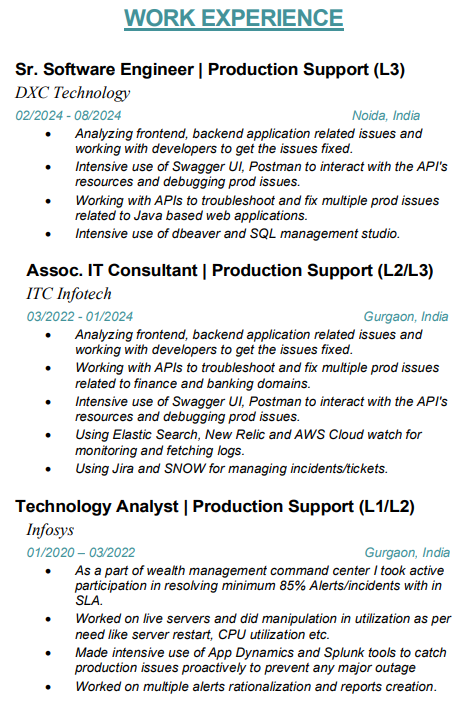 WORK EXPERIENCE
Sr. Software Engineer | Production Support (L3)
DXC Technology
02/2024 - 08/2024 Noida, India
• Analyzing frontend, backend application related issues and
working with developers to get the issues fixed.
• Intensive use of Swagger UI, Postman to interact with the API's
resources and debugging prod issues.
• Working with APIs to troubleshoot and fix multiple prod issues
related to Java based web applications.
• Intensive use of dbeaver and SQL management studio.
Assoc. IT Consultant | Production Support (L2/L3)
ITC Infotech
03/2022 - 01/2024 Gurgaon, India
• Analyzing frontend, backend application related issues and
working with developers to get the issues fixed.
• Working with APIs to troubleshoot and fix multiple prod issues
related to finance and banking domains.
• Intensive use of Swagger UI, Postman to interact with the API's
resources and debugging prod issues.
• Using Elastic Search, New Relic and AWS Cloud watch for
monitoring and fetching logs.
• Using Jira and SNOW for managing incidents/tickets.
Technology Analyst | Production Support (L1/L2)
Infosys
01/2020 – 03/2022 Gurgaon, India
• As a part of wealth management command center I took active
participation in resolving minimum 85% Alerts/incidents with in
SLA.
• Worked on live servers and did manipulation in utilization as per
need like server restart, CPU utilization etc.
• Made intensive use of App Dynamics and Splunk tools to catch
production issues proactively to prevent any major outage
• Worked on multiple alerts rationalization and reports creation.